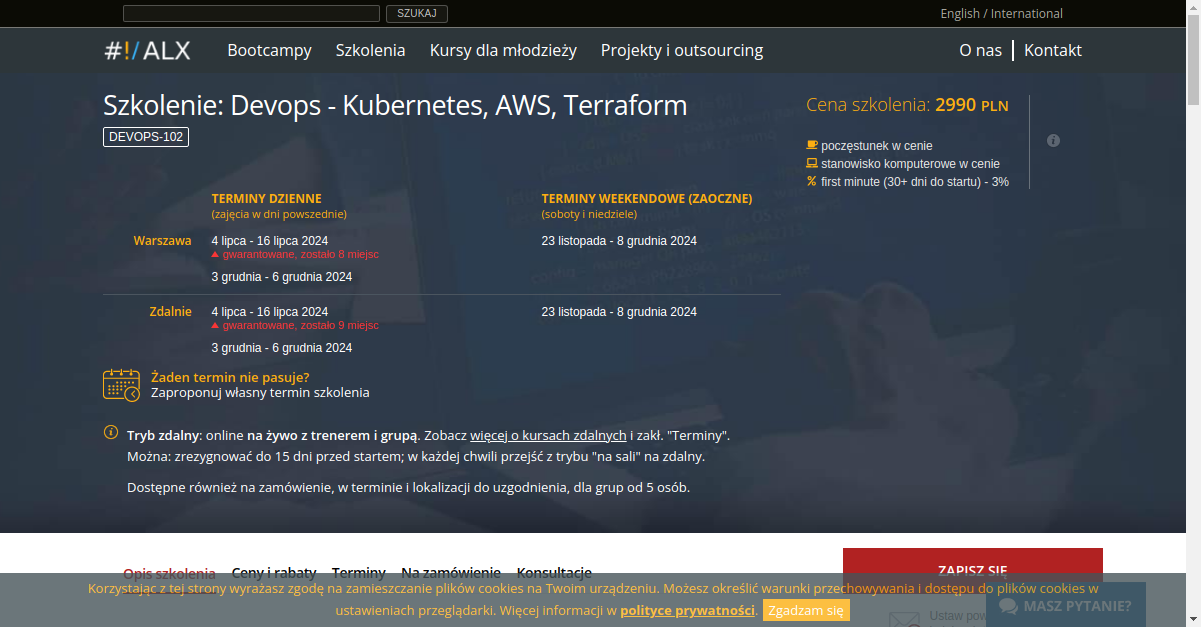 SZUKAJ
English / International
#!/ALX
Bootcampy Szkolenia Kursy dla młodzieży Projekty i outsourcing O nas Kontakt
Szkolenie: Devops - Kubernetes, AWS, Terraform
DEVOPS-102
Cena szkolenia: 2990 PLN
poczęstunek w cenie
stanowisko komputerowe w cenie
first minute (30+ dni do startu) - 3%
TERMINY DZIENNE TERMINY WEEKENDOWE (ZAOCZNE)
(zajęcia w dni powszednie) (soboty i niedziele)
Warszawa 4 lipca - 16 lipca 2024 23 listopada - 8 grudnia 2024
gwarantowane, zostało 8 miejsc
3 grudnia - 6 grudnia 2024
Zdalnie 4 lipca - 16 lipca 2024 23 listopada - 8 grudnia 2024
gwarantowane, zostało 9 miejsc
3 grudnia - 6 grudnia 2024
Żaden termin nie pasuje?
Zaproponuj własny termin szkolenia
Tryb zdalny: online na żywo z trenerem i grupą. Zobacz więcej o kursach zdalnych i zakł. "Terminy".
Można: zrezygnować do 15 dni przed startem; w każdej chwili przejść z trybu "na sali" na zdalny.
Dostępne również na zamówienie, w terminie i lokalizacji do uzgodnienia, dla grup od 5 osób.
Opis szkolenia Ceny i rabaty Terminy Na zamówienie Konsultacje
ZAPISZ SIĘ
Korzystając z tej strony wyrażasz zgodę na zamieszczanie plików cookies na Twoim urządzeniu. Możesz określić warunki przechowywania i dostępu do plików cookies w
ustawieniach przeglądarki. Więcej informacji w polityce prywatności. Zgadzam się
MASZ PYTANIE?
Ustaw pow